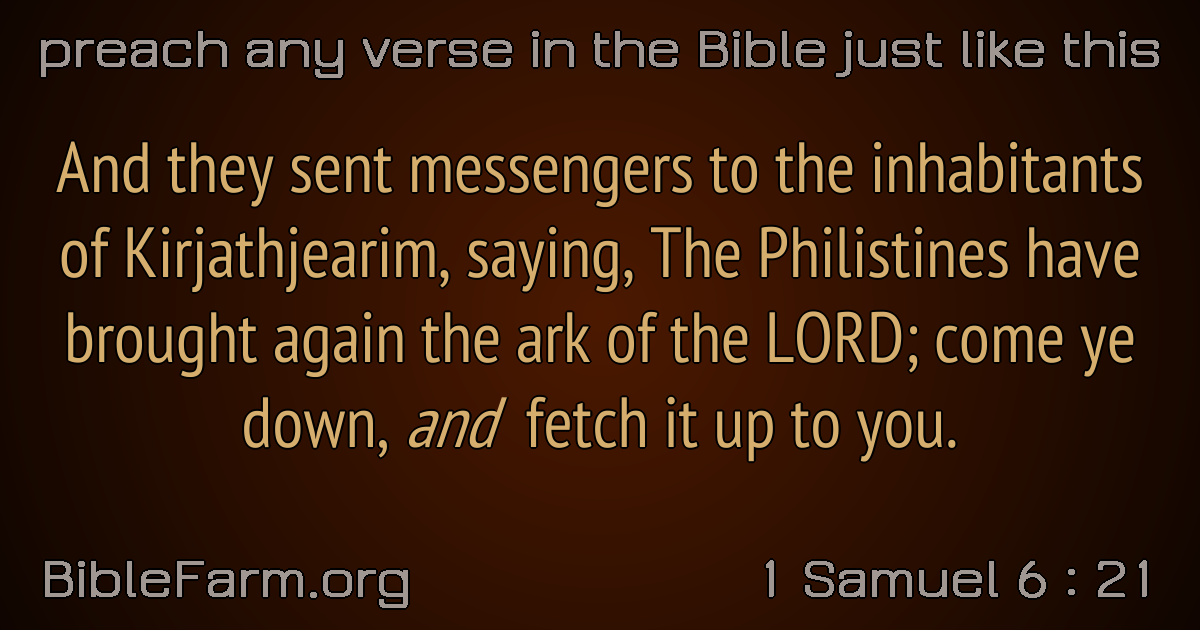 preach any verse in the Bible just like this
And they sent messengers to the inhabitants
of Kirjathjearim, saying, The Philistines have
brought again the ark of the LORD; come ye
down, and fetch it up to you.
BibleFarm.org
1 Samuel 6 : 21